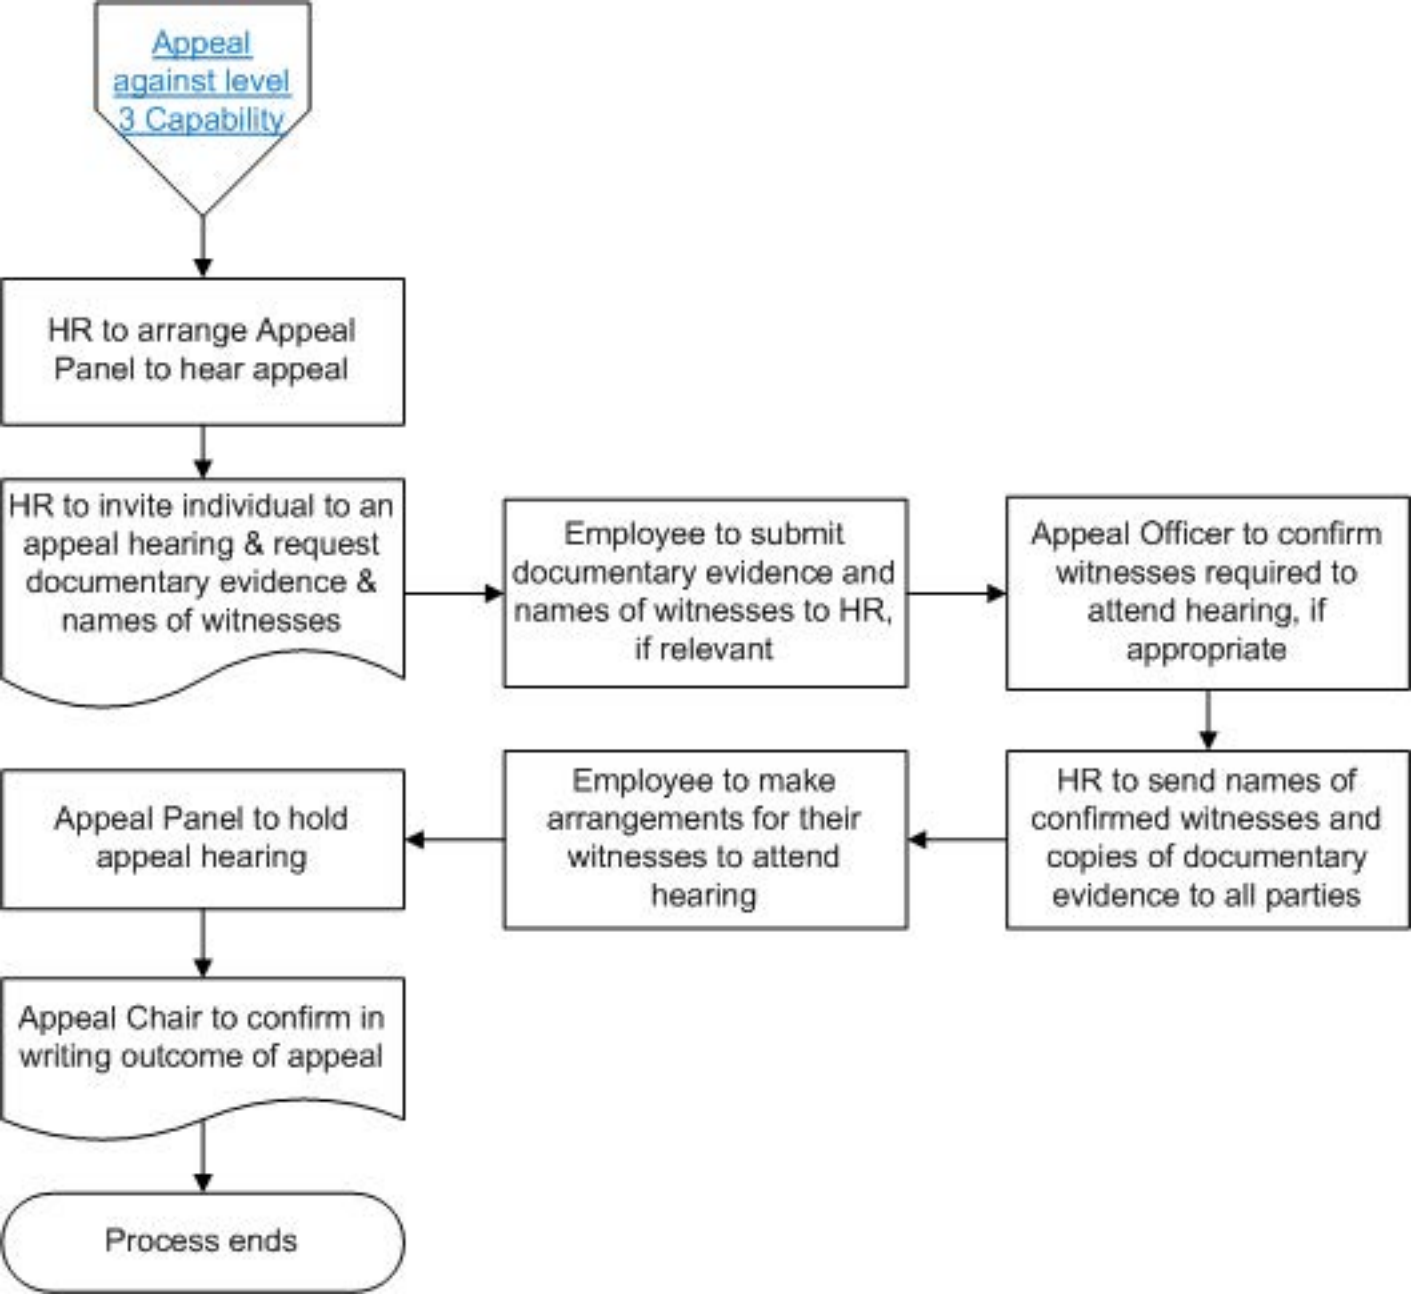 Appeal
against level
3 Capability
HR to arrange Appeal
Panel to hear appeal
HR to invite individual to an
appeal hearing & request
documentary evidence &
names of witnesses
Employee to submit
documentary evidence and
names of witnesses to HR,
if relevant
Appeal Officer to confirm
witnesses required to
attend hearing, if
appropriate
HR to send names of
confirmed witnesses and
copies of documentary
evidence to all parties
Employee to make
arrangements for their
witnesses to attend
hearing
Appeal Panel to hold
appeal hearing
Appeal Chair to confirm in
writing outcome of appeal
Process ends